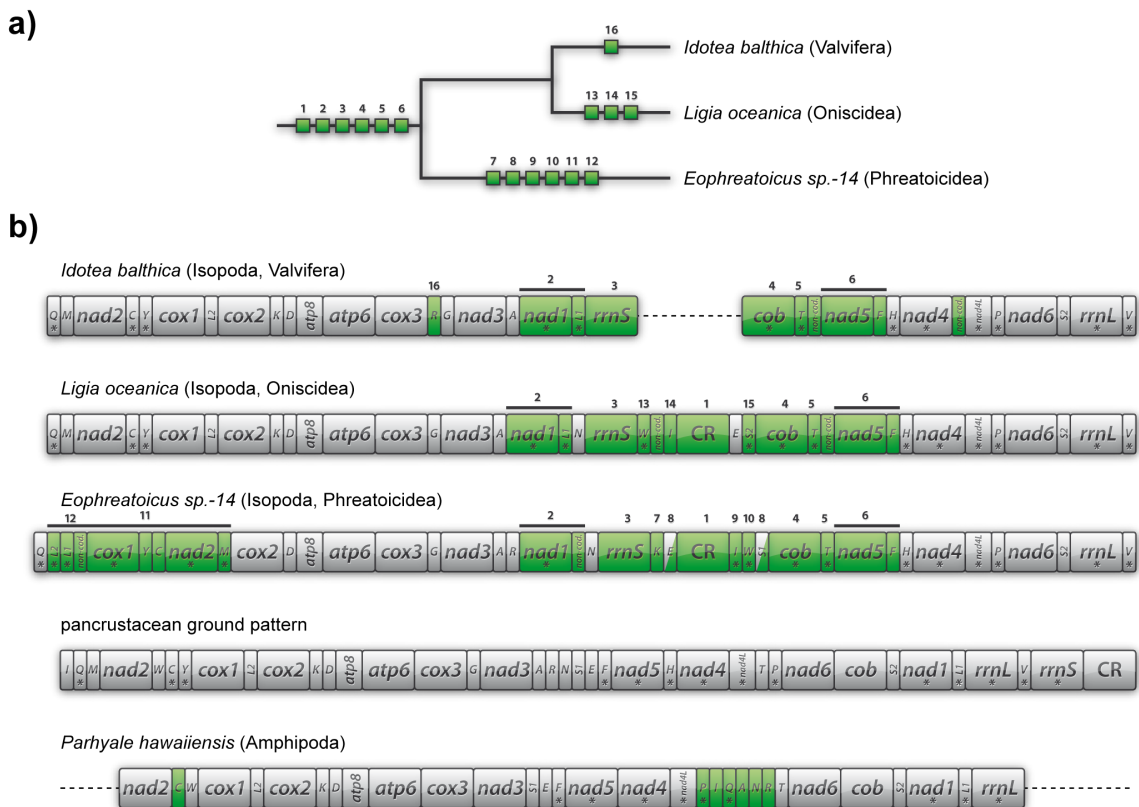 a)
16
Idotea balthica (Valvifera)
1 2 3 4 5 6
13 14 15
Ligia oceanica (Oniscidea)
7 8 9 10 11 12
Eophreatoicus sp.-14 (Phreatoicidea)
b)
Idotea balthica (Isopoda, Valvifera)
16 2 3 4 5 6
Q M nad2 C Y cox1 L2 cox2 K D atp8 atp6 cox3 R G nad3 A nad1 L1 rrnS cob T non-cod. nad5 F H nad4 non-cod. nad4L P nad6 S2 rrnL V
* * * * * * * * * * * * *
Ligia oceanica (Isopoda, Oniscidea)
2 3 13 14 1 15 4 5 6
Q M nad2 C Y cox1 L2 cox2 K D atp8 atp6 cox3 G nad3 A nad1 L1 N rrnS W non-cod. I CR E S2 cob T non-cod. nad5 F H nad4 nad4L P nad6 S2 rrnL V
Eophreatoicus sp.-14 (Isopoda, Phreatoicidea)
12 11 2 3 7 8 1 9 10 8 4 5 6
Q L2 L1 non-cod. cox1 Y C nad2 M cox2 D atp8 atp6 cox3 G nad3 A R nad1 non-cod. N rrnS K E CR I W S1 cob T nad5 F H nad4 nad4L P nad6 S2 rrnL V
pancrustacean ground pattern
I Q M nad2 W C Y cox1 L2 cox2 K D atp8 atp6 cox3 G nad3 A R N S1 E F nad5 H nad4 nad4L T P nad6 cob S2 nad1 L1 rrnL V rrnS CR
Parhyale hawaiiensis (Amphipoda)
nad2 C W cox1 L2 cox2 K D atp8 atp6 cox3 nad3 S1 E F nad5 nad4 nad4L P I Q A N R T nad6 cob S2 nad1 L1 rrnL